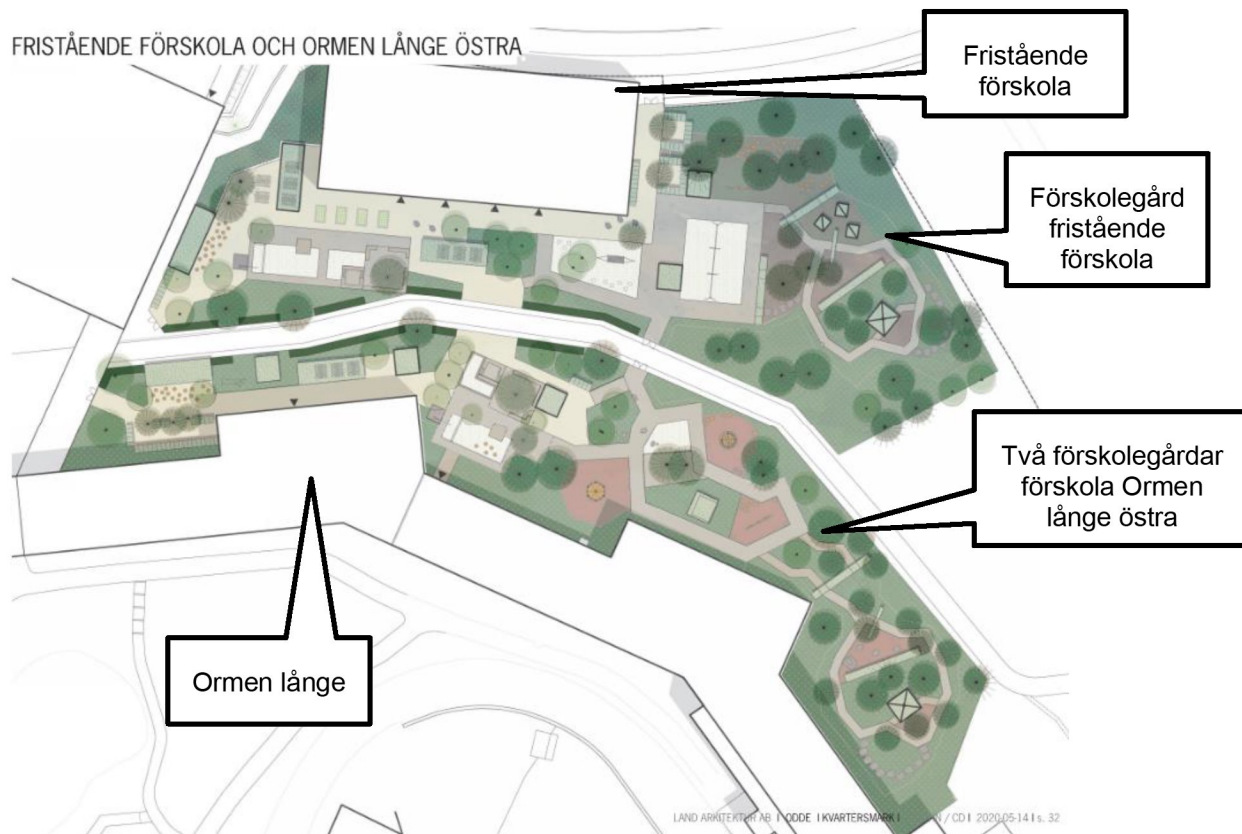 FRISTÅENDE FÖRSKOLA OCH ORMEN LÅNGE ÖSTRA
Fristående
förskola
Förskolegård
fristående
förskola
Två förskolegårdar
förskola Ormen
långe östra
Ormen långe
LAND ARKITEKTUR AB I ODDE I KVARTERSMARK I / CD I 2020-05-14 I s. 32